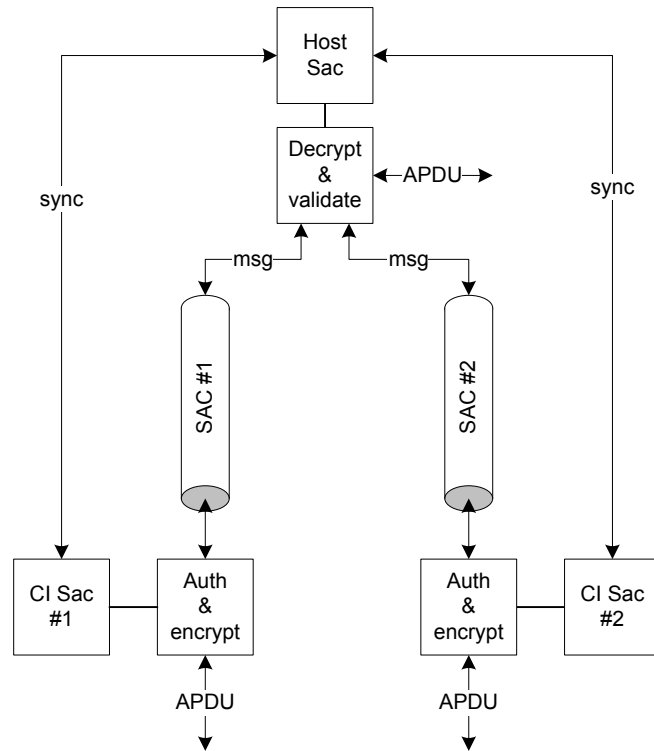 Host
Sac
Decrypt
&
validate
APDU
sync
sync
msg
msg
SAC #1
SAC #2
CI Sac
#1
Auth
&
encrypt
Auth
&
encrypt
CI Sac
#2
APDU
APDU